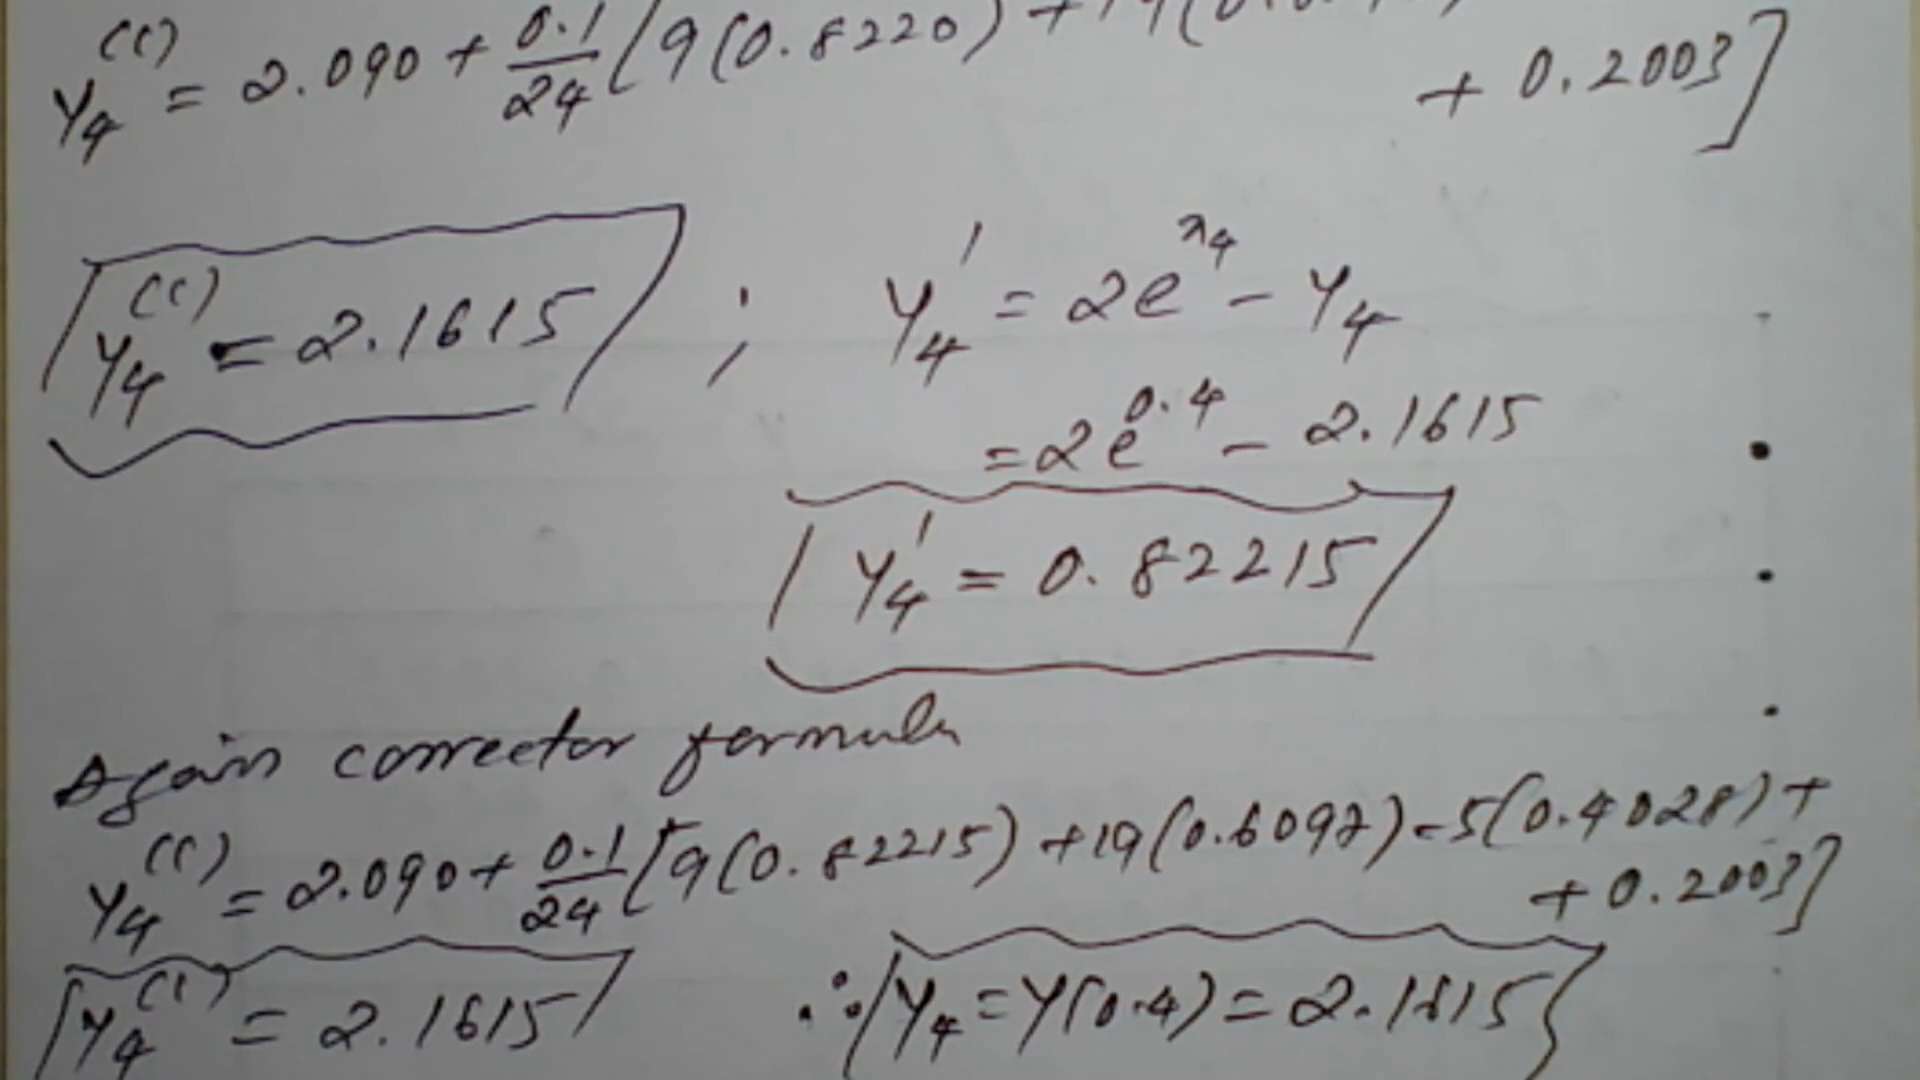 y₄⁽ᶜ⁾ = 2.090 + 0.1/24 [9(0.8220) + 19(
+ 0.2003]
y₄⁽ᶜ⁾ = 2.1615 ; y₄' = 2e^x₄ - y₄
= 2e^0.4 - 2.1615
y₄' = 0.82215
Again corrector formula
y₄⁽ᶜ⁾ = 2.090 + 0.1/24 [9(0.82215) + 19(0.6097) - 5(0.4028) +
+ 0.2003]
y₄⁽ᶜ⁾ = 2.1615 ∴ y₄ = y(0.4) = 2.1615